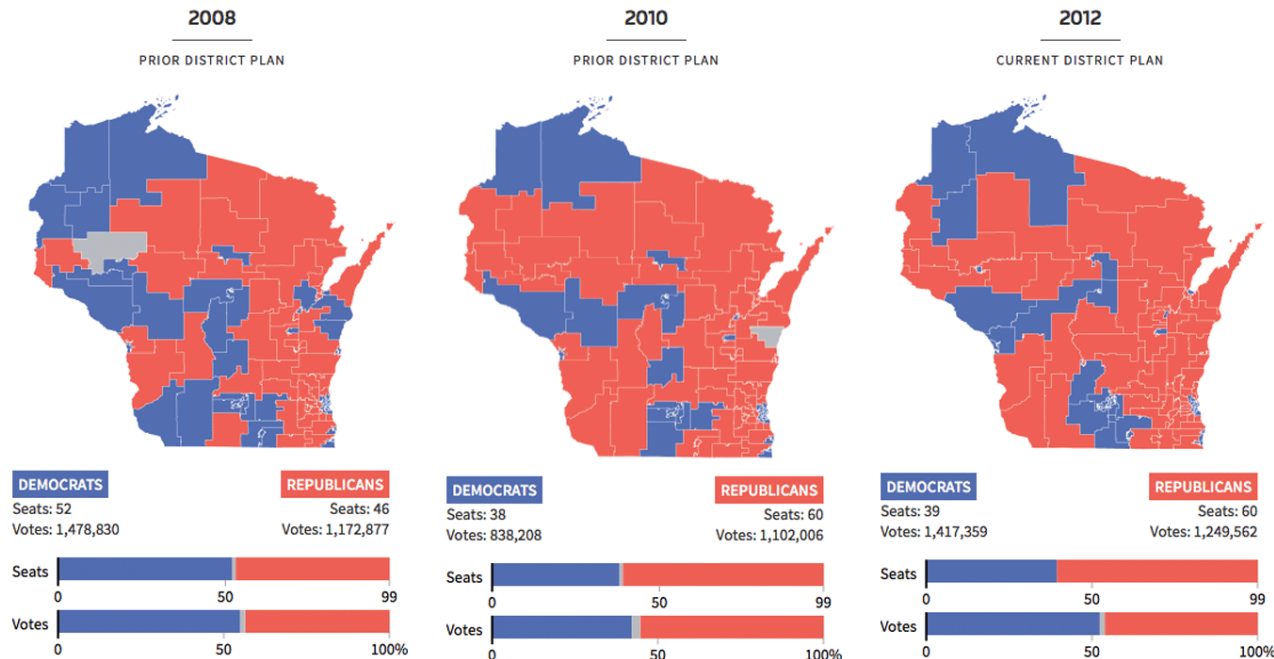 2008
PRIOR DISTRICT PLAN
DEMOCRATS
Seats: 52
Votes: 1,478,830
REPUBLICANS
Seats: 46
Votes: 1,172,877
Seats
0 50 99
Votes
0 50 100%
2010
PRIOR DISTRICT PLAN
DEMOCRATS
Seats: 38
Votes: 838,208
REPUBLICANS
Seats: 60
Votes: 1,102,006
Seats
0 50 99
Votes
0 50 100%
2012
CURRENT DISTRICT PLAN
DEMOCRATS
Seats: 39
Votes: 1,417,359
REPUBLICANS
Seats: 60
Votes: 1,249,562
Seats
0 50 99
Votes
0 50 100%